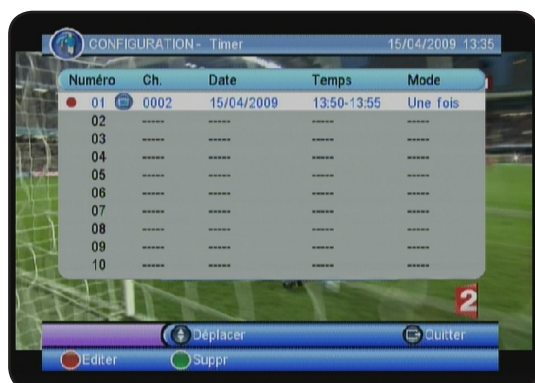 CONFIGURATION - Timer 15/04/2009 13:35
Numéro Ch. Date Temps Mode
01 0002 15/04/2009 13:50-13:55 Une fois
02 ----- ----- ----- -----
03 ----- ----- ----- -----
04 ----- ----- ----- -----
05 ----- ----- ----- -----
06 ----- ----- ----- -----
07 ----- ----- ----- -----
08 ----- ----- ----- -----
09 ----- ----- ----- -----
10 ----- ----- ----- -----
2
Déplacer Quitter
Editer Suppr